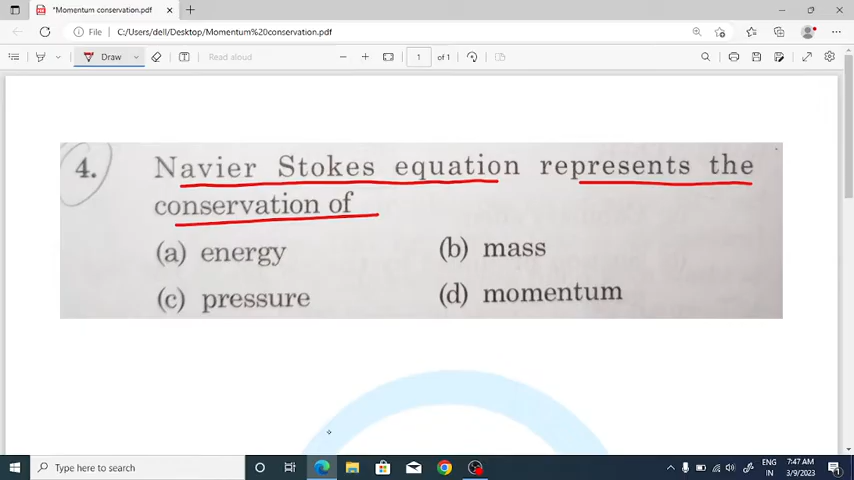 *Momentum conservation.pdf
File C:/Users/dell/Desktop/Momentum%20conservation.pdf
Draw Read aloud 1 of 1
4. Navier Stokes equation represents the
conservation of
(a) energy (b) mass
(c) pressure (d) momentum
Type here to search
ENG 7:47 AM
IN 3/9/2023